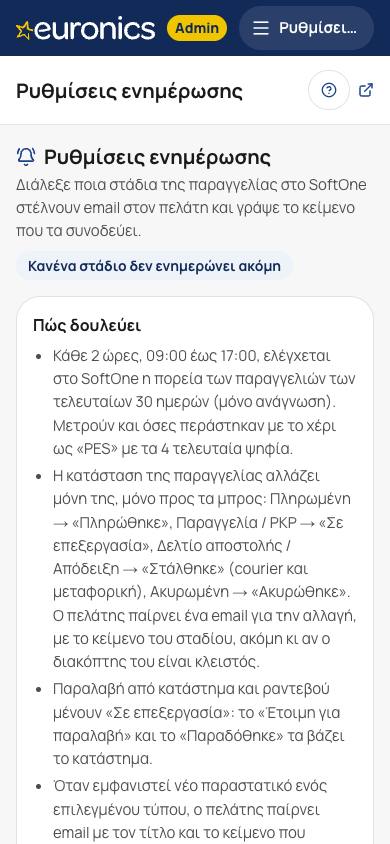 euronics Admin Ρυθμίσει...
Ρυθμίσεις ενημέρωσης
Ρυθμίσεις ενημέρωσης
Διάλεξε ποια στάδια της παραγγελίας στο SoftOne
στέλνουν email στον πελάτη και γράψε το κείμενο
που τα συνοδεύει.
Κανένα στάδιο δεν ενημερώνει ακόμη
Πώς δουλεύει
• Κάθε 2 ώρες, 09:00 έως 17:00, ελέγχεται
στο SoftOne η πορεία των παραγγελιών των
τελευταίων 30 ημερών (μόνο ανάγνωση).
Μετρούν και όσες περάστηκαν με το χέρι
ως «PES» με τα 4 τελευταία ψηφία.
• Η κατάσταση της παραγγελίας αλλάζει
μόνη της, μόνο προς τα μπρος: Πληρωμένη
→ «Πληρώθηκε», Παραγγελία / PKP → «Σε
επεξεργασία», Δελτίο αποστολής /
Απόδειξη → «Στάλθηκε» (courier και
μεταφορική), Ακυρωμένη → «Ακυρώθηκε».
Ο πελάτης παίρνει ένα email για την αλλαγή,
με το κείμενο του σταδίου, ακόμη κι αν ο
διακόπτης του είναι κλειστός.
• Παραλαβή από κατάστημα και ραντεβού
μένουν «Σε επεξεργασία»: το «Έτοιμη για
παραλαβή» και το «Παραδόθηκε» τα βάζει
το κατάστημα.
• Όταν εμφανιστεί νέο παραστατικό ενός
επιλεγμένου τύπου, ο πελάτης παίρνει
email με τον τίτλο και το κείμενο που